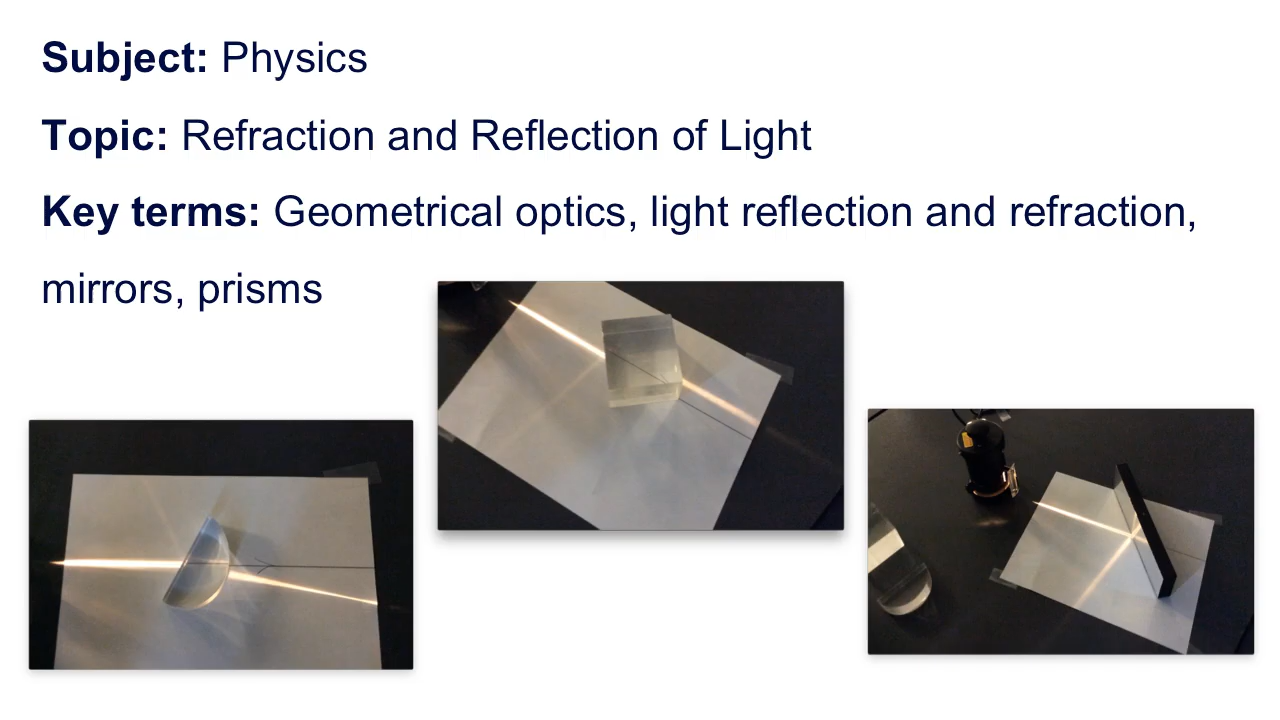 Subject: Physics
Topic: Refraction and Reflection of Light
Key terms: Geometrical optics, light reflection and refraction,
mirrors, prisms